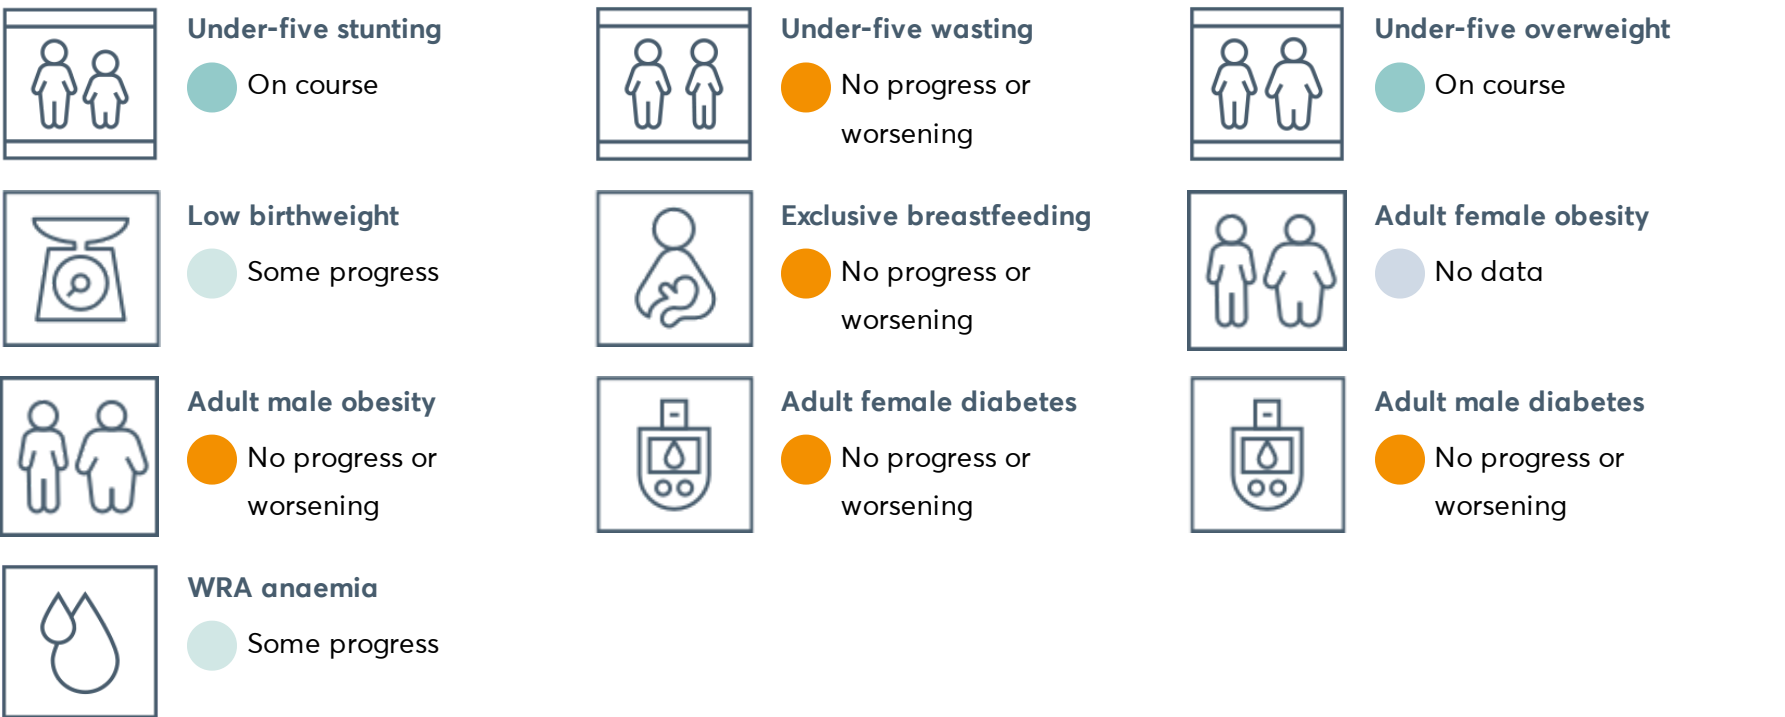 Under-five stunting
On course
Under-five wasting
No progress or
worsening
Under-five overweight
On course
Low birthweight
Some progress
Exclusive breastfeeding
No progress or
worsening
Adult female obesity
No data
Adult male obesity
No progress or
worsening
Adult female diabetes
No progress or
worsening
Adult male diabetes
No progress or
worsening
WRA anaemia
Some progress